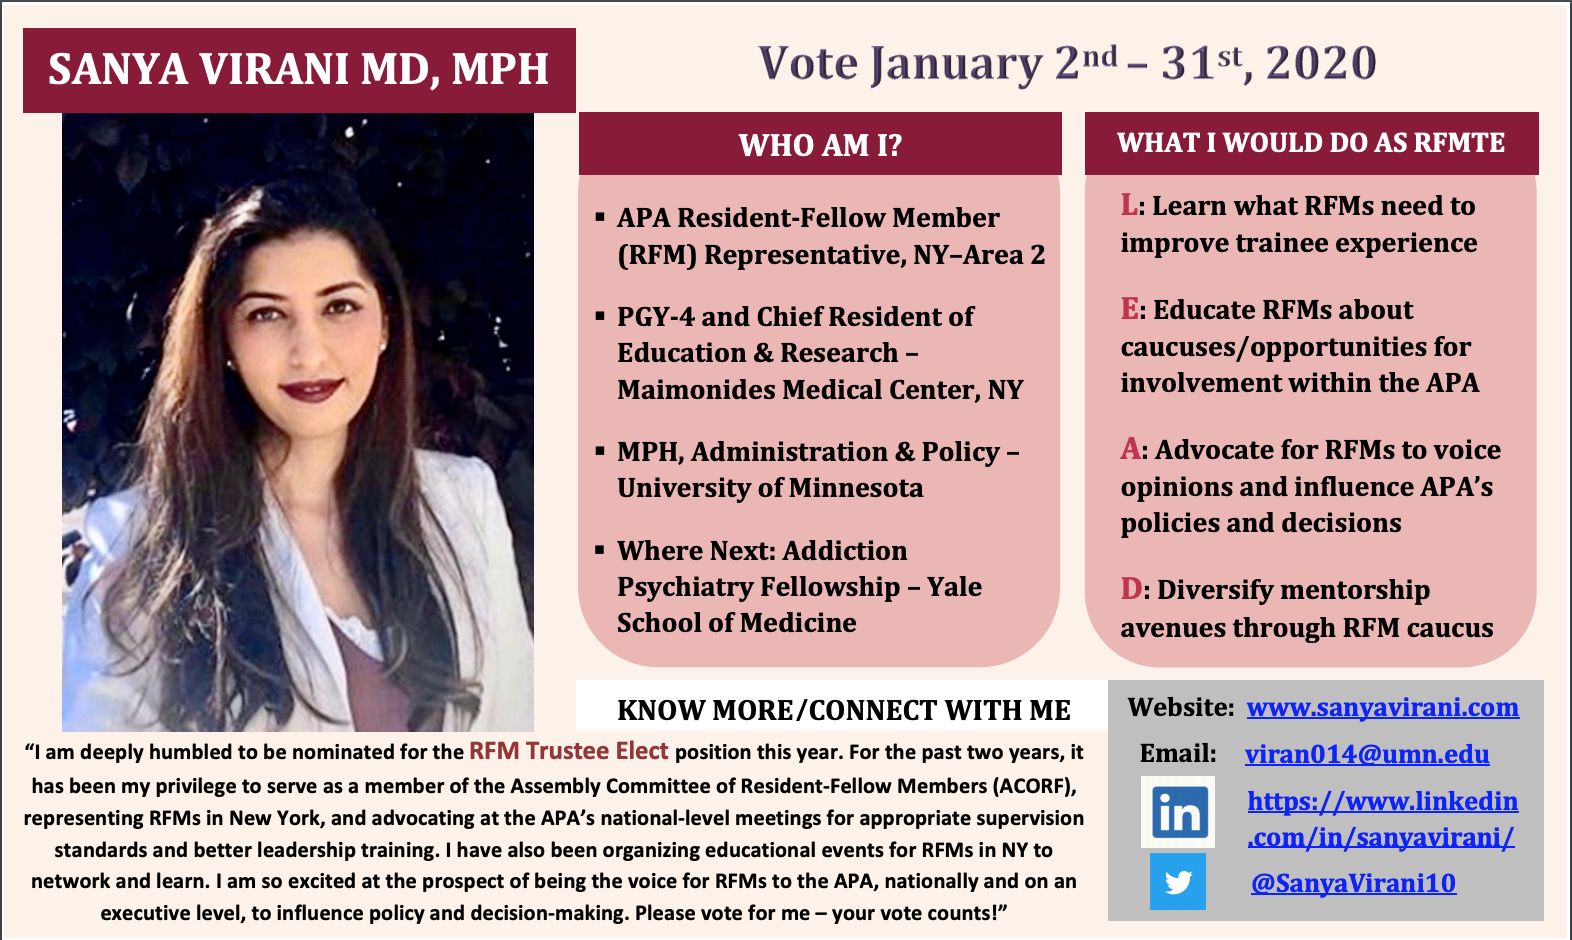 SANYA VIRANI MD, MPH
Vote January 2nd – 31st, 2020
WHO AM I?
▪ APA Resident-Fellow Member
(RFM) Representative, NY–Area 2
▪ PGY-4 and Chief Resident of
Education & Research –
Maimonides Medical Center, NY
▪ MPH, Administration & Policy –
University of Minnesota
▪ Where Next: Addiction
Psychiatry Fellowship – Yale
School of Medicine
WHAT I WOULD DO AS RFMTE
L: Learn what RFMs need to
improve trainee experience
E: Educate RFMs about
caucuses/opportunities for
involvement within the APA
A: Advocate for RFMs to voice
opinions and influence APA’s
policies and decisions
D: Diversify mentorship
avenues through RFM caucus
KNOW MORE/CONNECT WITH ME
Website: www.sanyavirani.com
Email: viran014@umn.edu
in
https://www.linkedin
.com/in/sanyavirani/
@SanyaVirani10
“I am deeply humbled to be nominated for the RFM Trustee Elect position this year. For the past two years, it
has been my privilege to serve as a member of the Assembly Committee of Resident-Fellow Members (ACORF),
representing RFMs in New York, and advocating at the APA’s national-level meetings for appropriate supervision
standards and better leadership training. I have also been organizing educational events for RFMs in NY to
network and learn. I am so excited at the prospect of being the voice for RFMs to the APA, nationally and on an
executive level, to influence policy and decision-making. Please vote for me – your vote counts!”